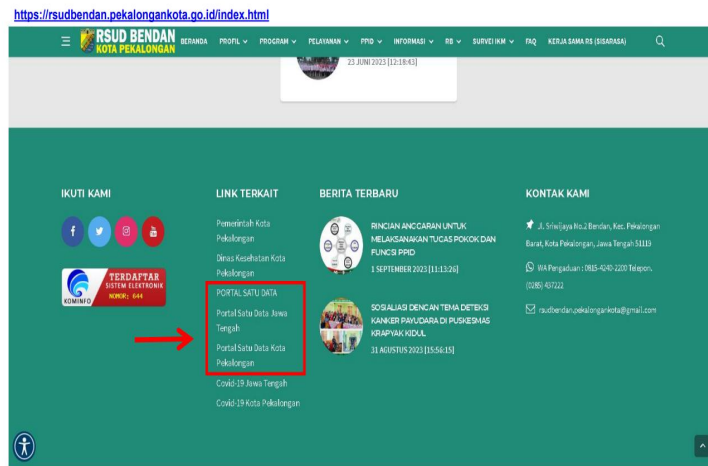 https://rsudbendan.pekalongankota.go.id/index.html
RSUD BENDAN
KOTA PEKALONGAN
BERANDA PROFIL PROGRAM PELAYANAN PPID INFORMASI RB SURVEI IKM FAQ KERJA SAMA RS (SISARASA)
23 JUNI 2023 [12:18:43]
IKUTI KAMI
KOMINFO
TERDAFTAR
SISTEM ELEKTRONIK
NOMOR: 644
LINK TERKAIT
Pemerintah Kota
Pekalongan
Dinas Kesehatan Kota
Pekalongan
PORTAL SATU DATA
Portal Satu Data Jawa
Tengah
Portal Satu Data Kota
Pekalongan
Covid-19 Jawa Tengah
Covid-19 Kota Pekalongan
BERITA TERBARU
RINCIAN ANGGARAN UNTUK
MELAKSANAKAN TUGAS POKOK DAN
FUNGSI PPID
1 SEPTEMBER 2023 [11:13:26]
SOSIALIASI DENGAN TEMA DETEKSI
KANKER PAYUDARA DI PUSKESMAS
KRAPYAK KIDUL
31 AGUSTUS 2023 [15:56:15]
KONTAK KAMI
Jl. Sriwijaya No.2 Bendan, Kec. Pekalongan
Barat, Kota Pekalongan, Jawa Tengah 51119
WA Pengaduan : 0815-4240-2200 Telepon.
(0285) 437222
rsudbendan.pekalongankota@gmail.com